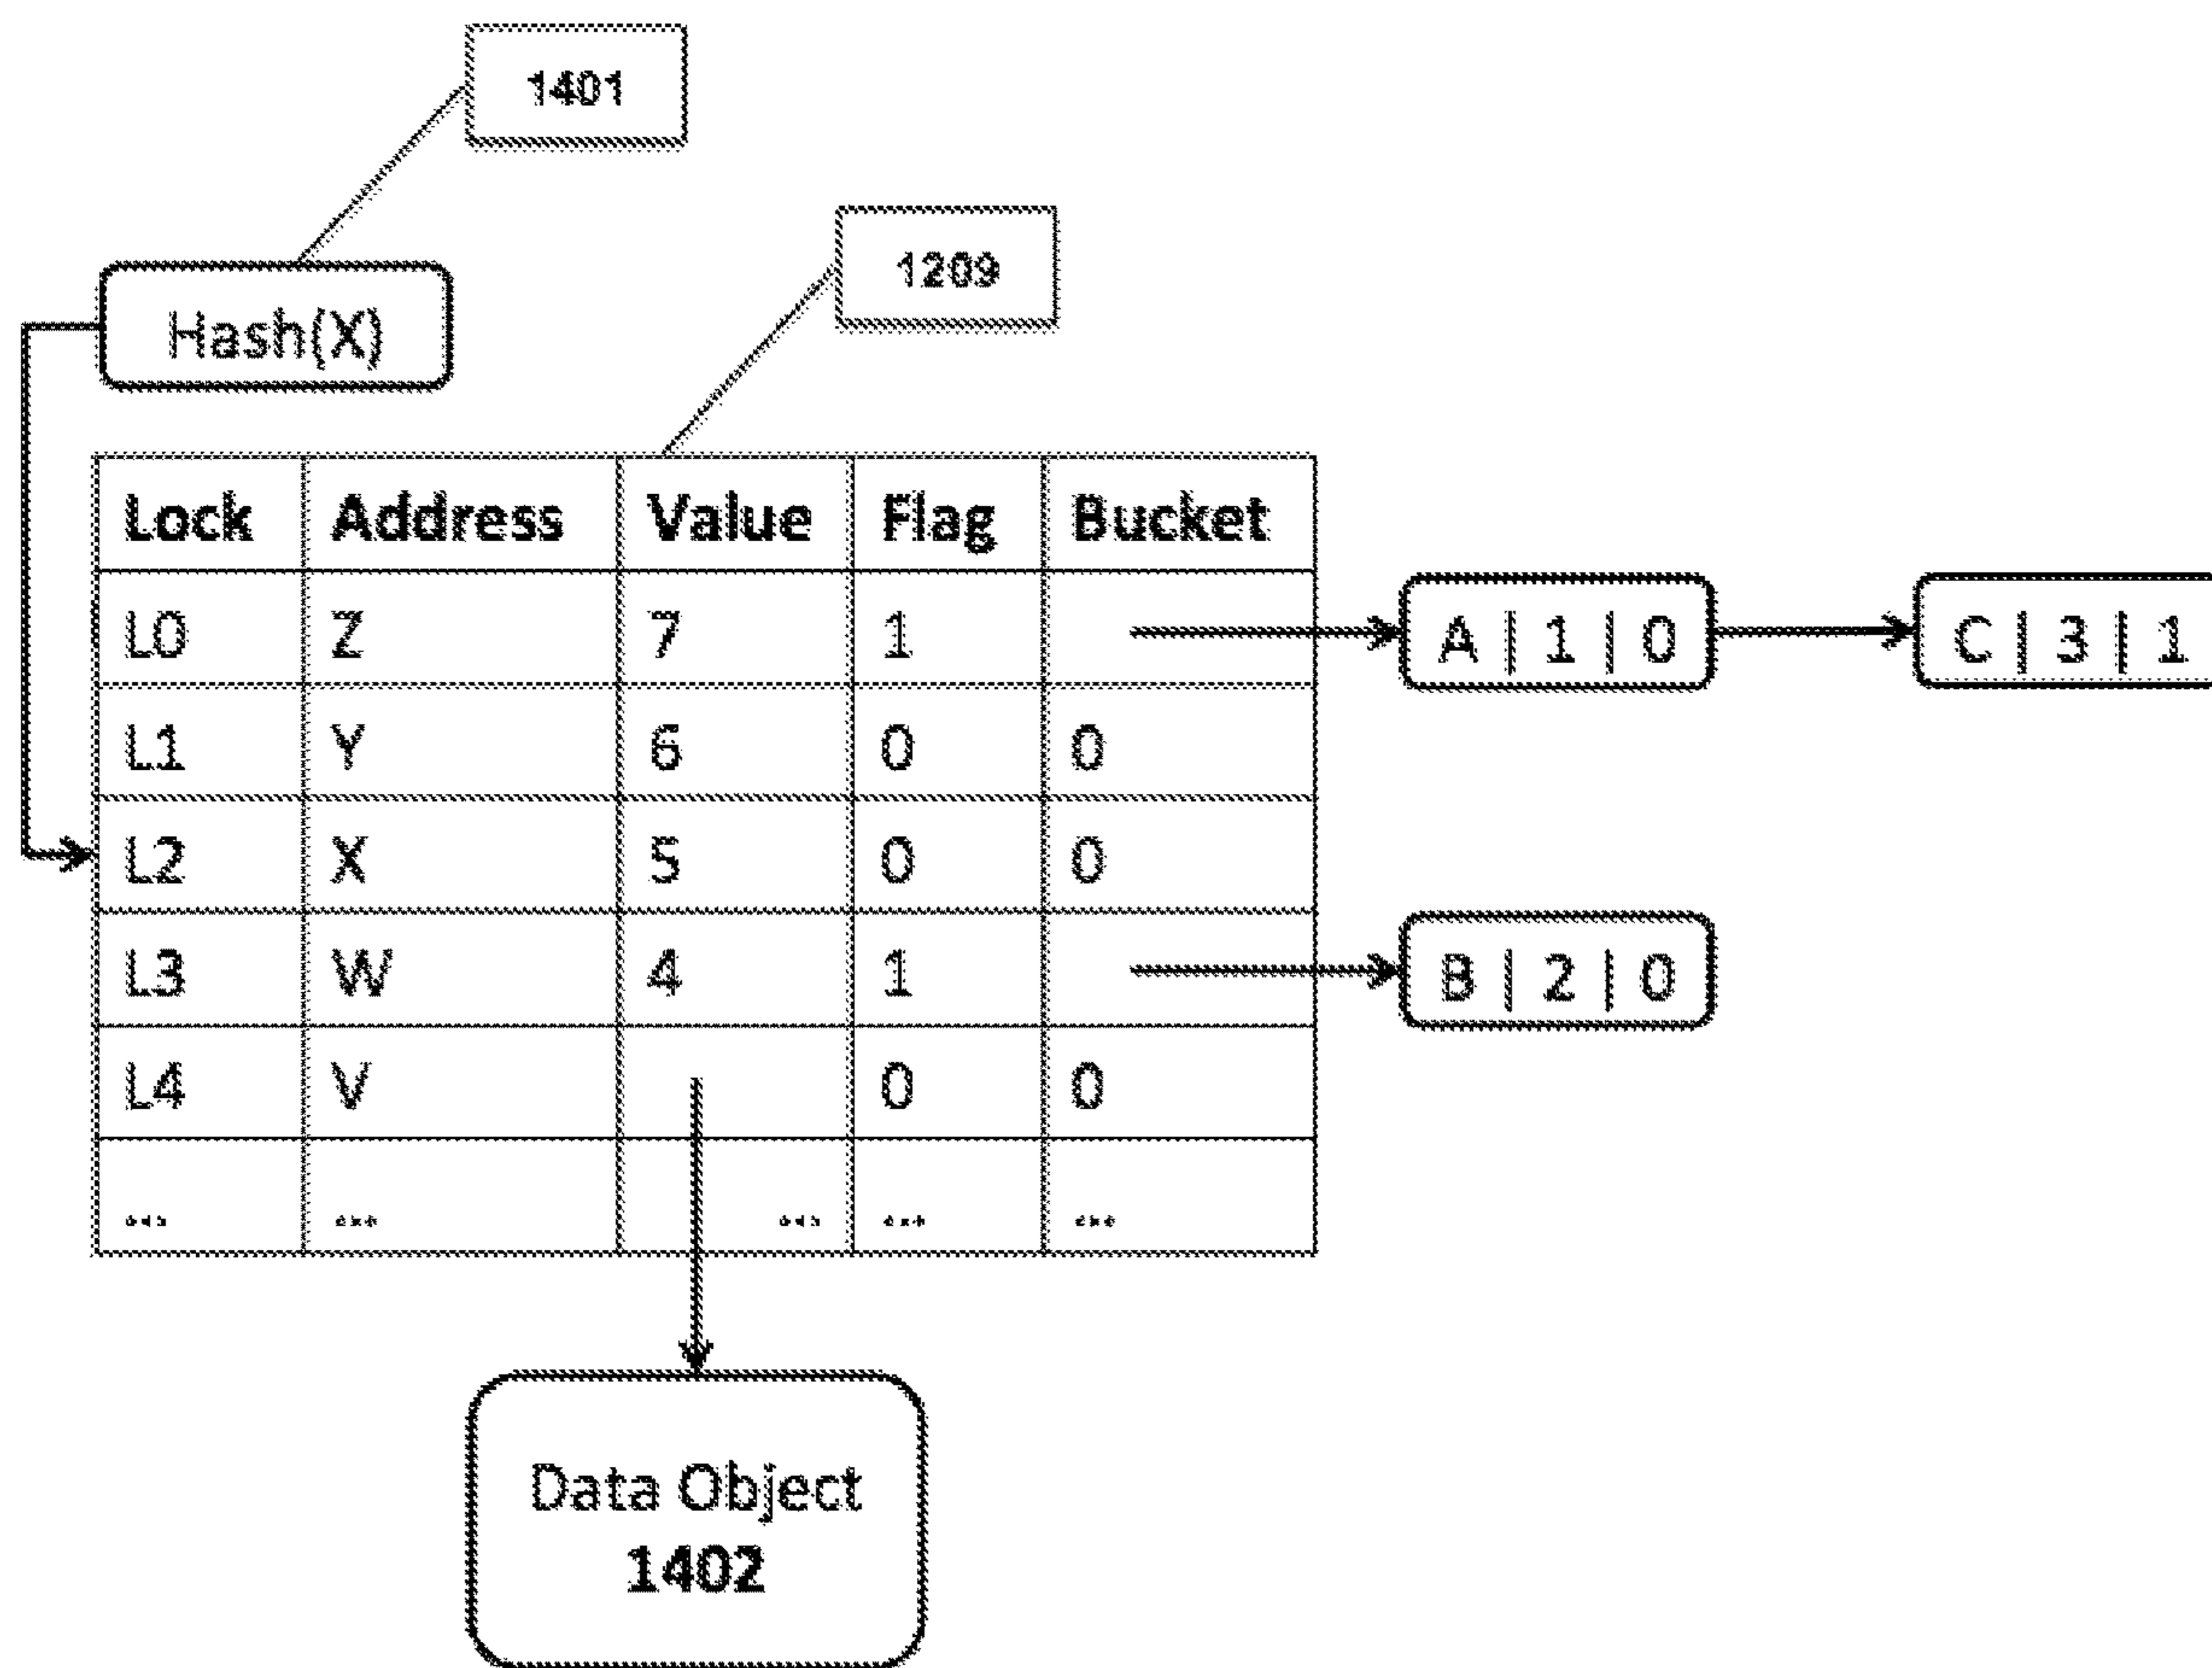 1401
1209
Hash(X)
Lock Address Value Flag Bucket
L0 Z 7 1
A | 1 | 0
C | 3 | 1
L1 Y 6 0 0
L2 X 5 0 0
L3 W 4 1
B | 2 | 0
L4 V 0 0
... ... ... ... ...
Data Object
1402